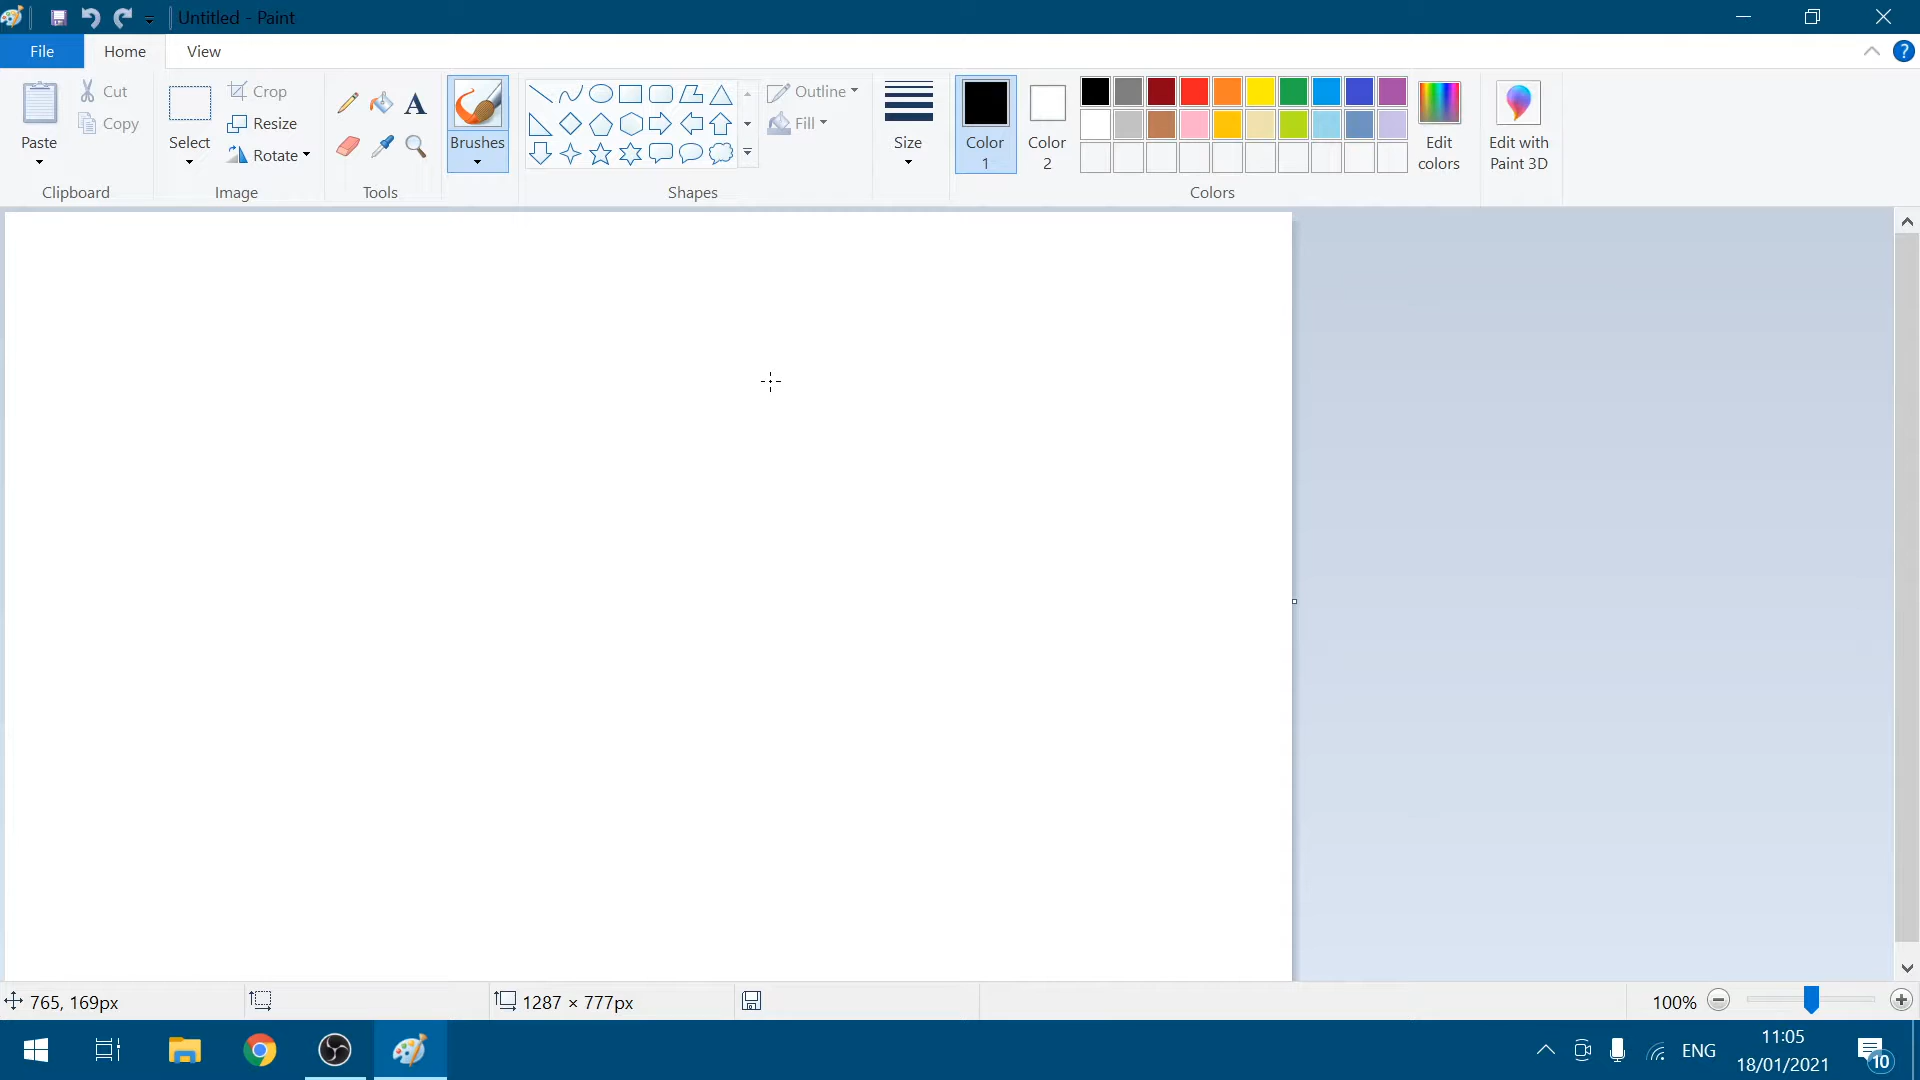 Untitled - Paint
File Home View
?
Cut
Crop
Outline
Copy
Resize
Fill
Paste
Select
Rotate
A
Brushes
Size
Color
1
Color
2
Edit
colors
Edit with
Paint 3D
Clipboard
Image
Tools
Shapes
Colors
765, 169px
1287 × 777px
100%
ENG
11:05
18/01/2021
10